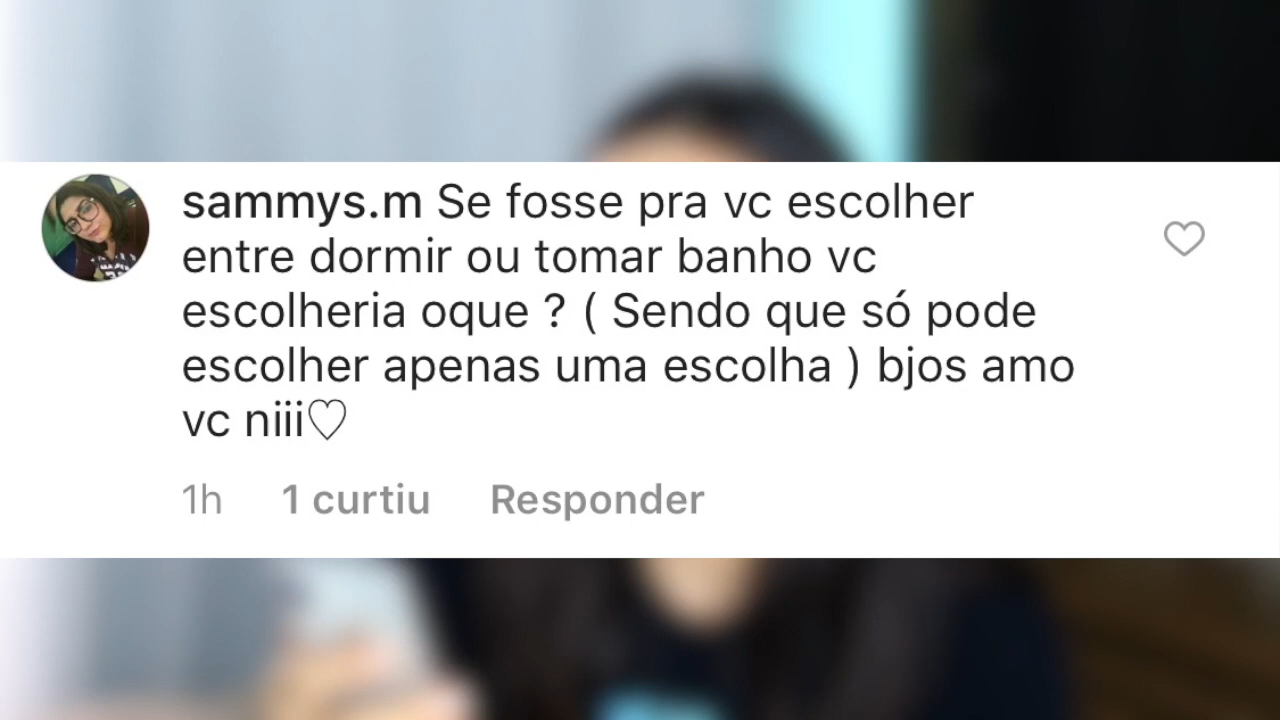 sammys.m Se fosse pra vc escolher
entre dormir ou tomar banho vc
escolheria oque ? ( Sendo que só pode
escolher apenas uma escolha ) bjos amo
vc niii♡
1h 1 curtiu Responder